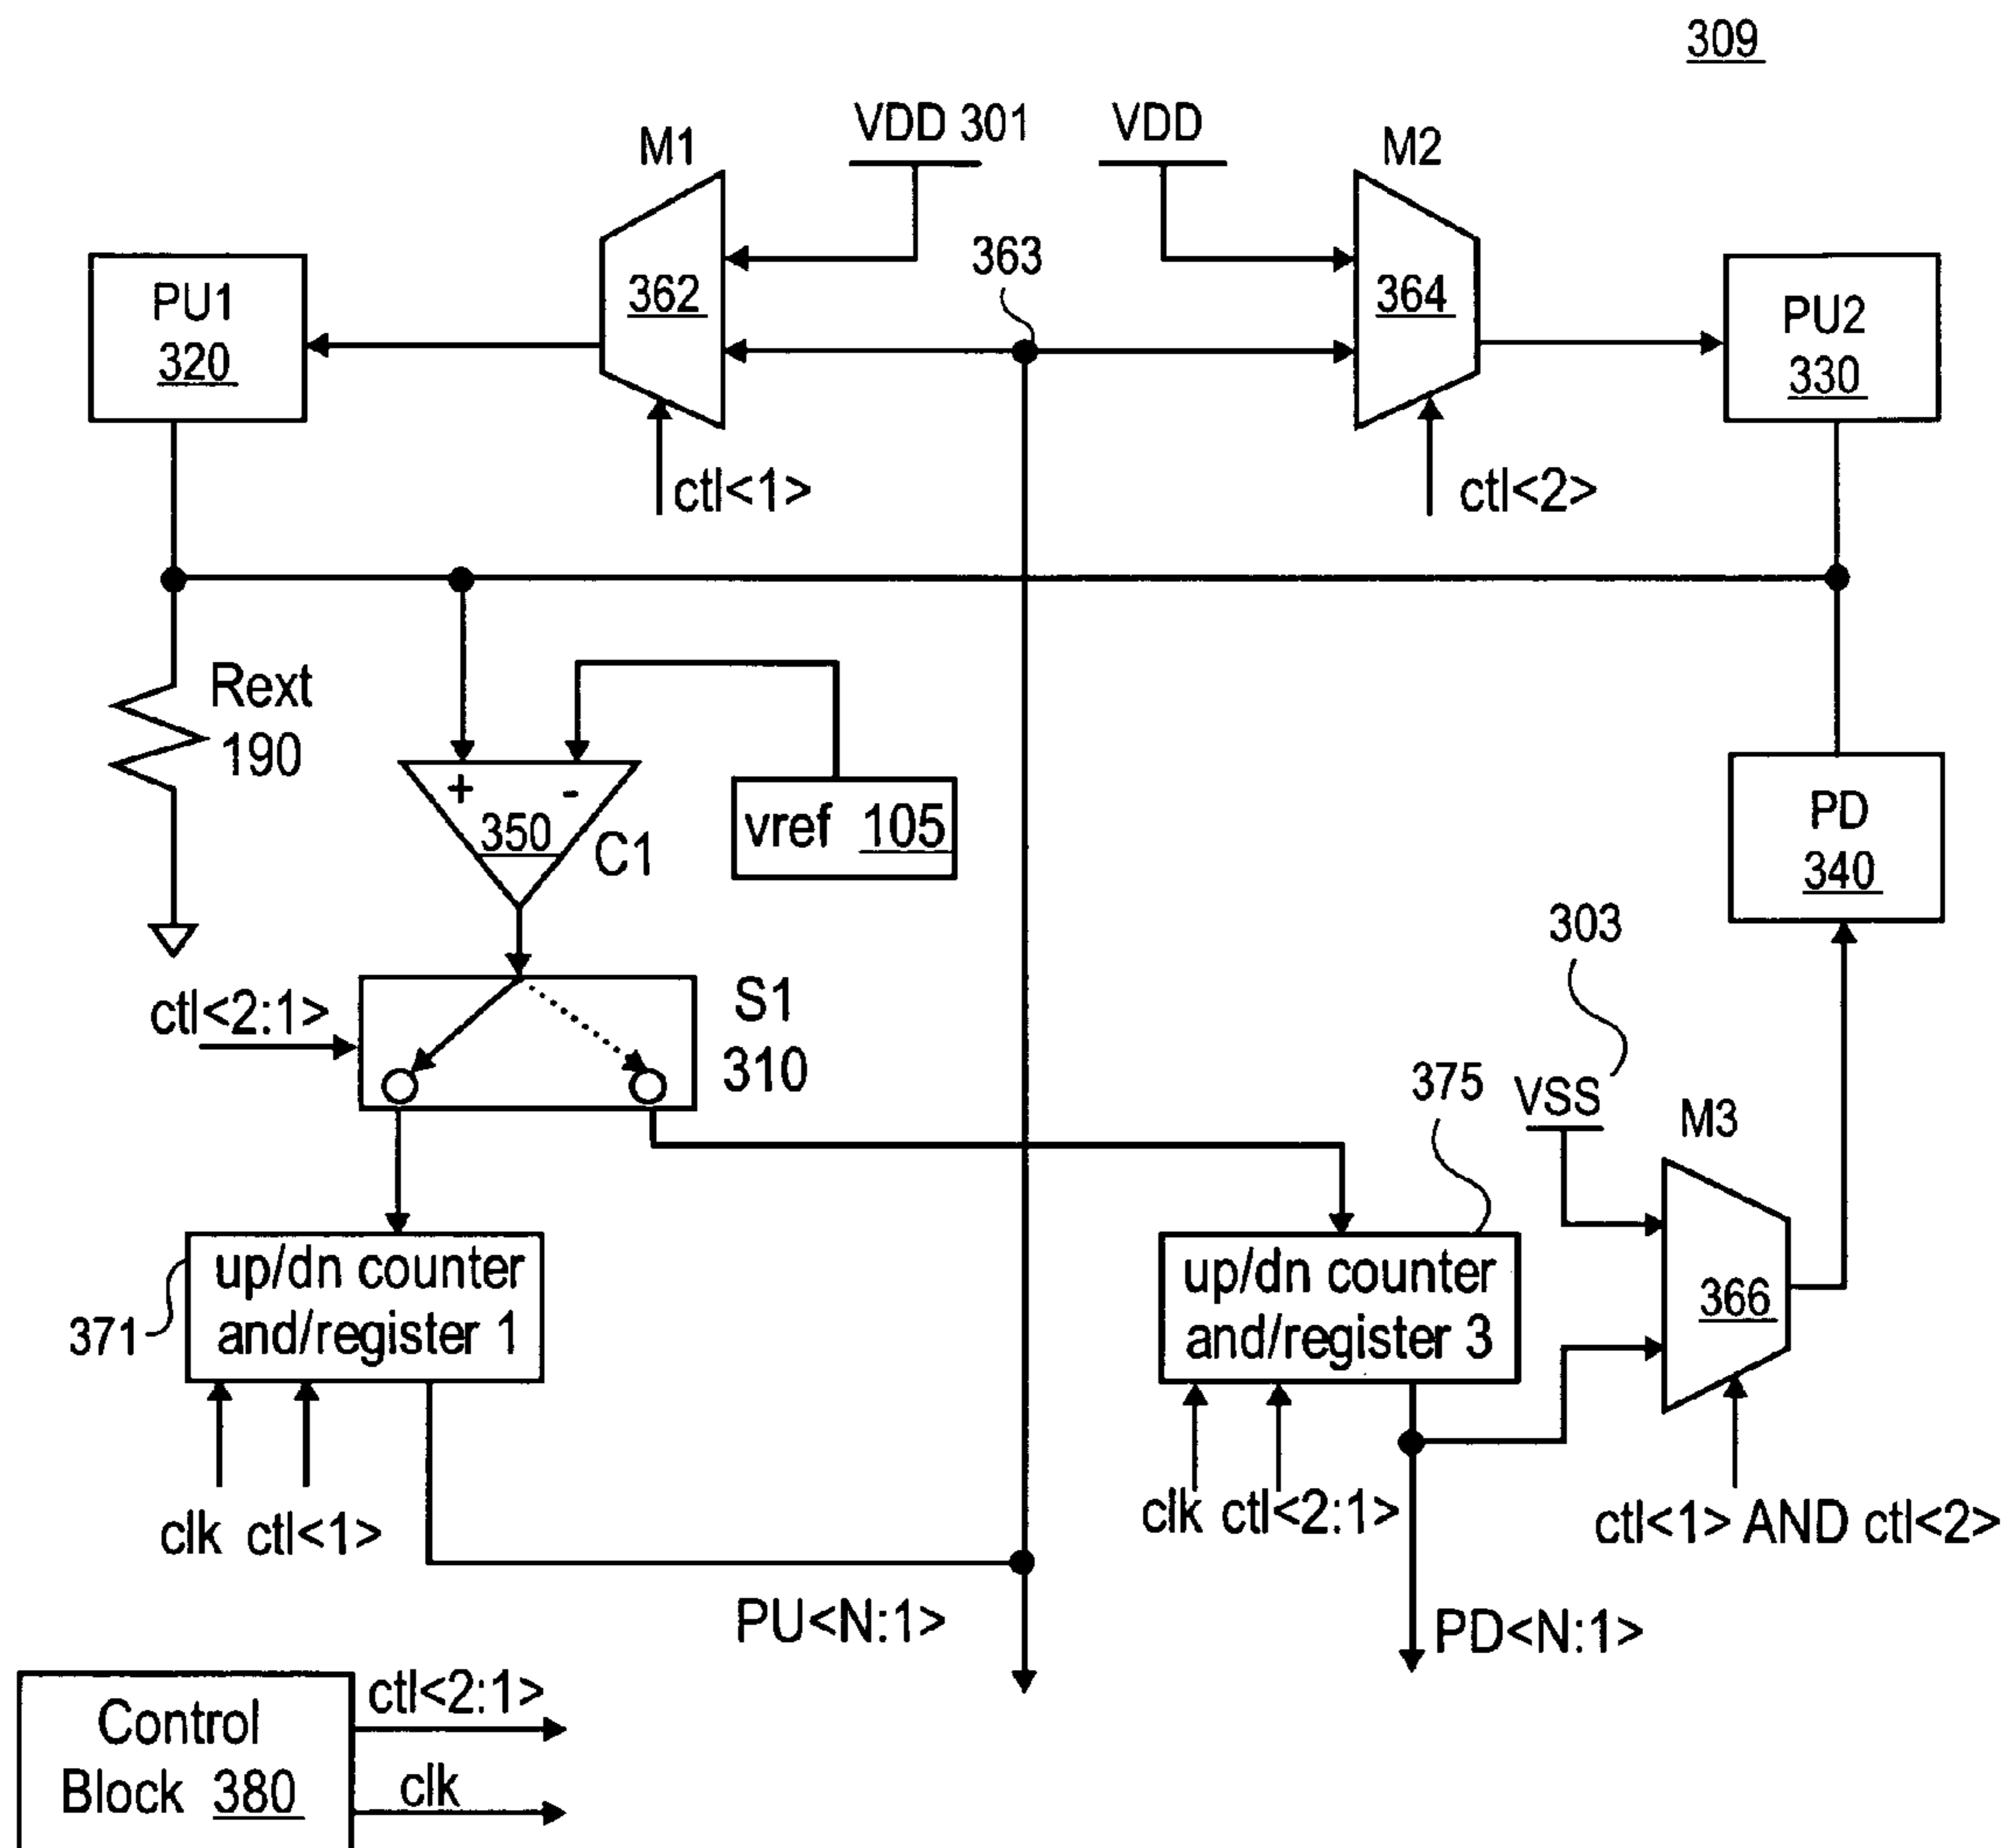 309
M1
VDD 301
VDD
M2
PU1
320
362
363
364
PU2
330
ctl<1>
ctl<2>
Rext
190
+
-
350
C1
vref 105
PD
340
303
ctl<2:1>
S1
310
375
VSS
M3
371
up/dn counter
and/register 1
up/dn counter
and/register 3
366
clk ctl<1>
clk ctl<2:1>
ctl<1> AND ctl<2>
PU<N:1>
PD<N:1>
Control
Block 380
ctl<2:1>
clk